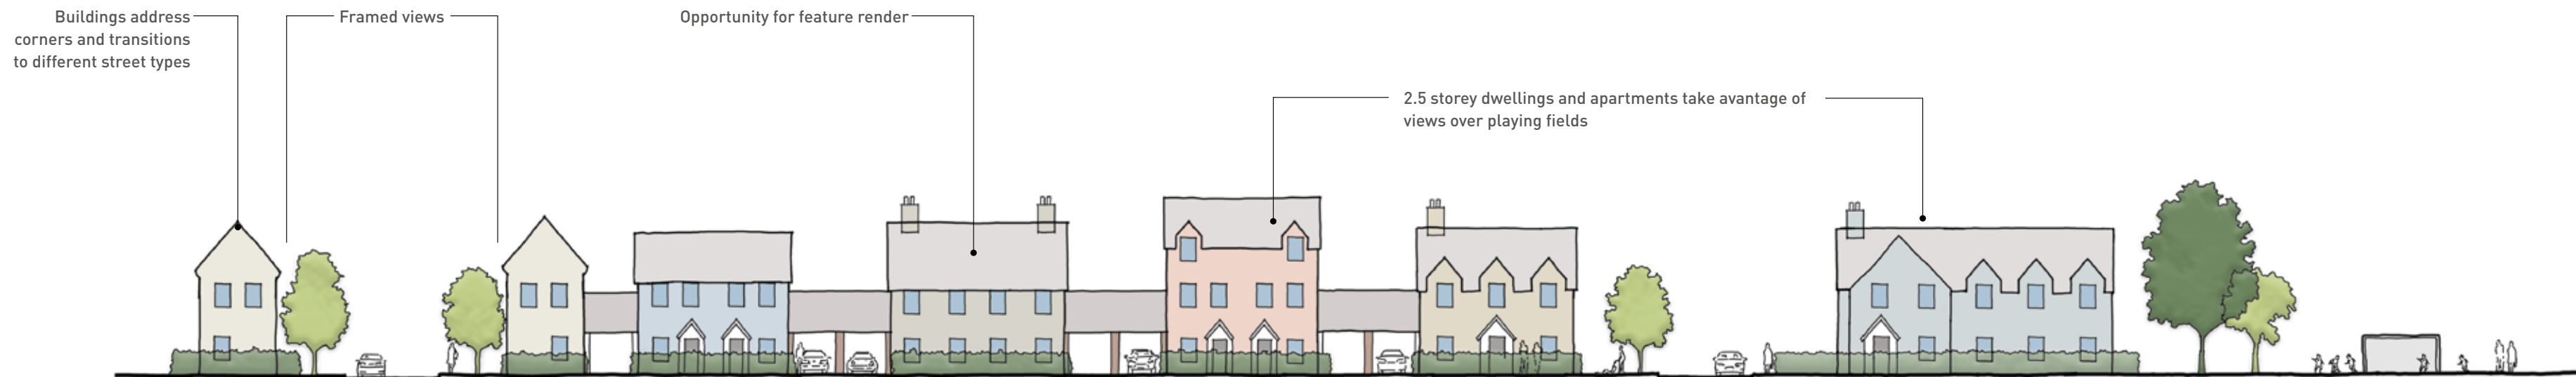 Buildings address
corners and transitions
to different street types
Framed views
Opportunity for feature render
2.5 storey dwellings and apartments take avantage of
views over playing fields